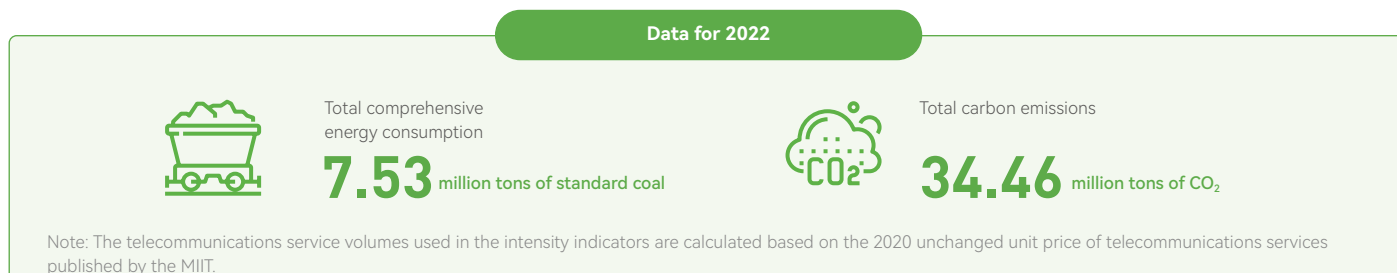 Data for 2022
Total comprehensive
energy consumption
7.53 million tons of standard coal
Total carbon emissions
34.46 million tons of CO₂
CO2
Note: The telecommunications service volumes used in the intensity indicators are calculated based on the 2020 unchanged unit price of telecommunications services
published by the MIIT.